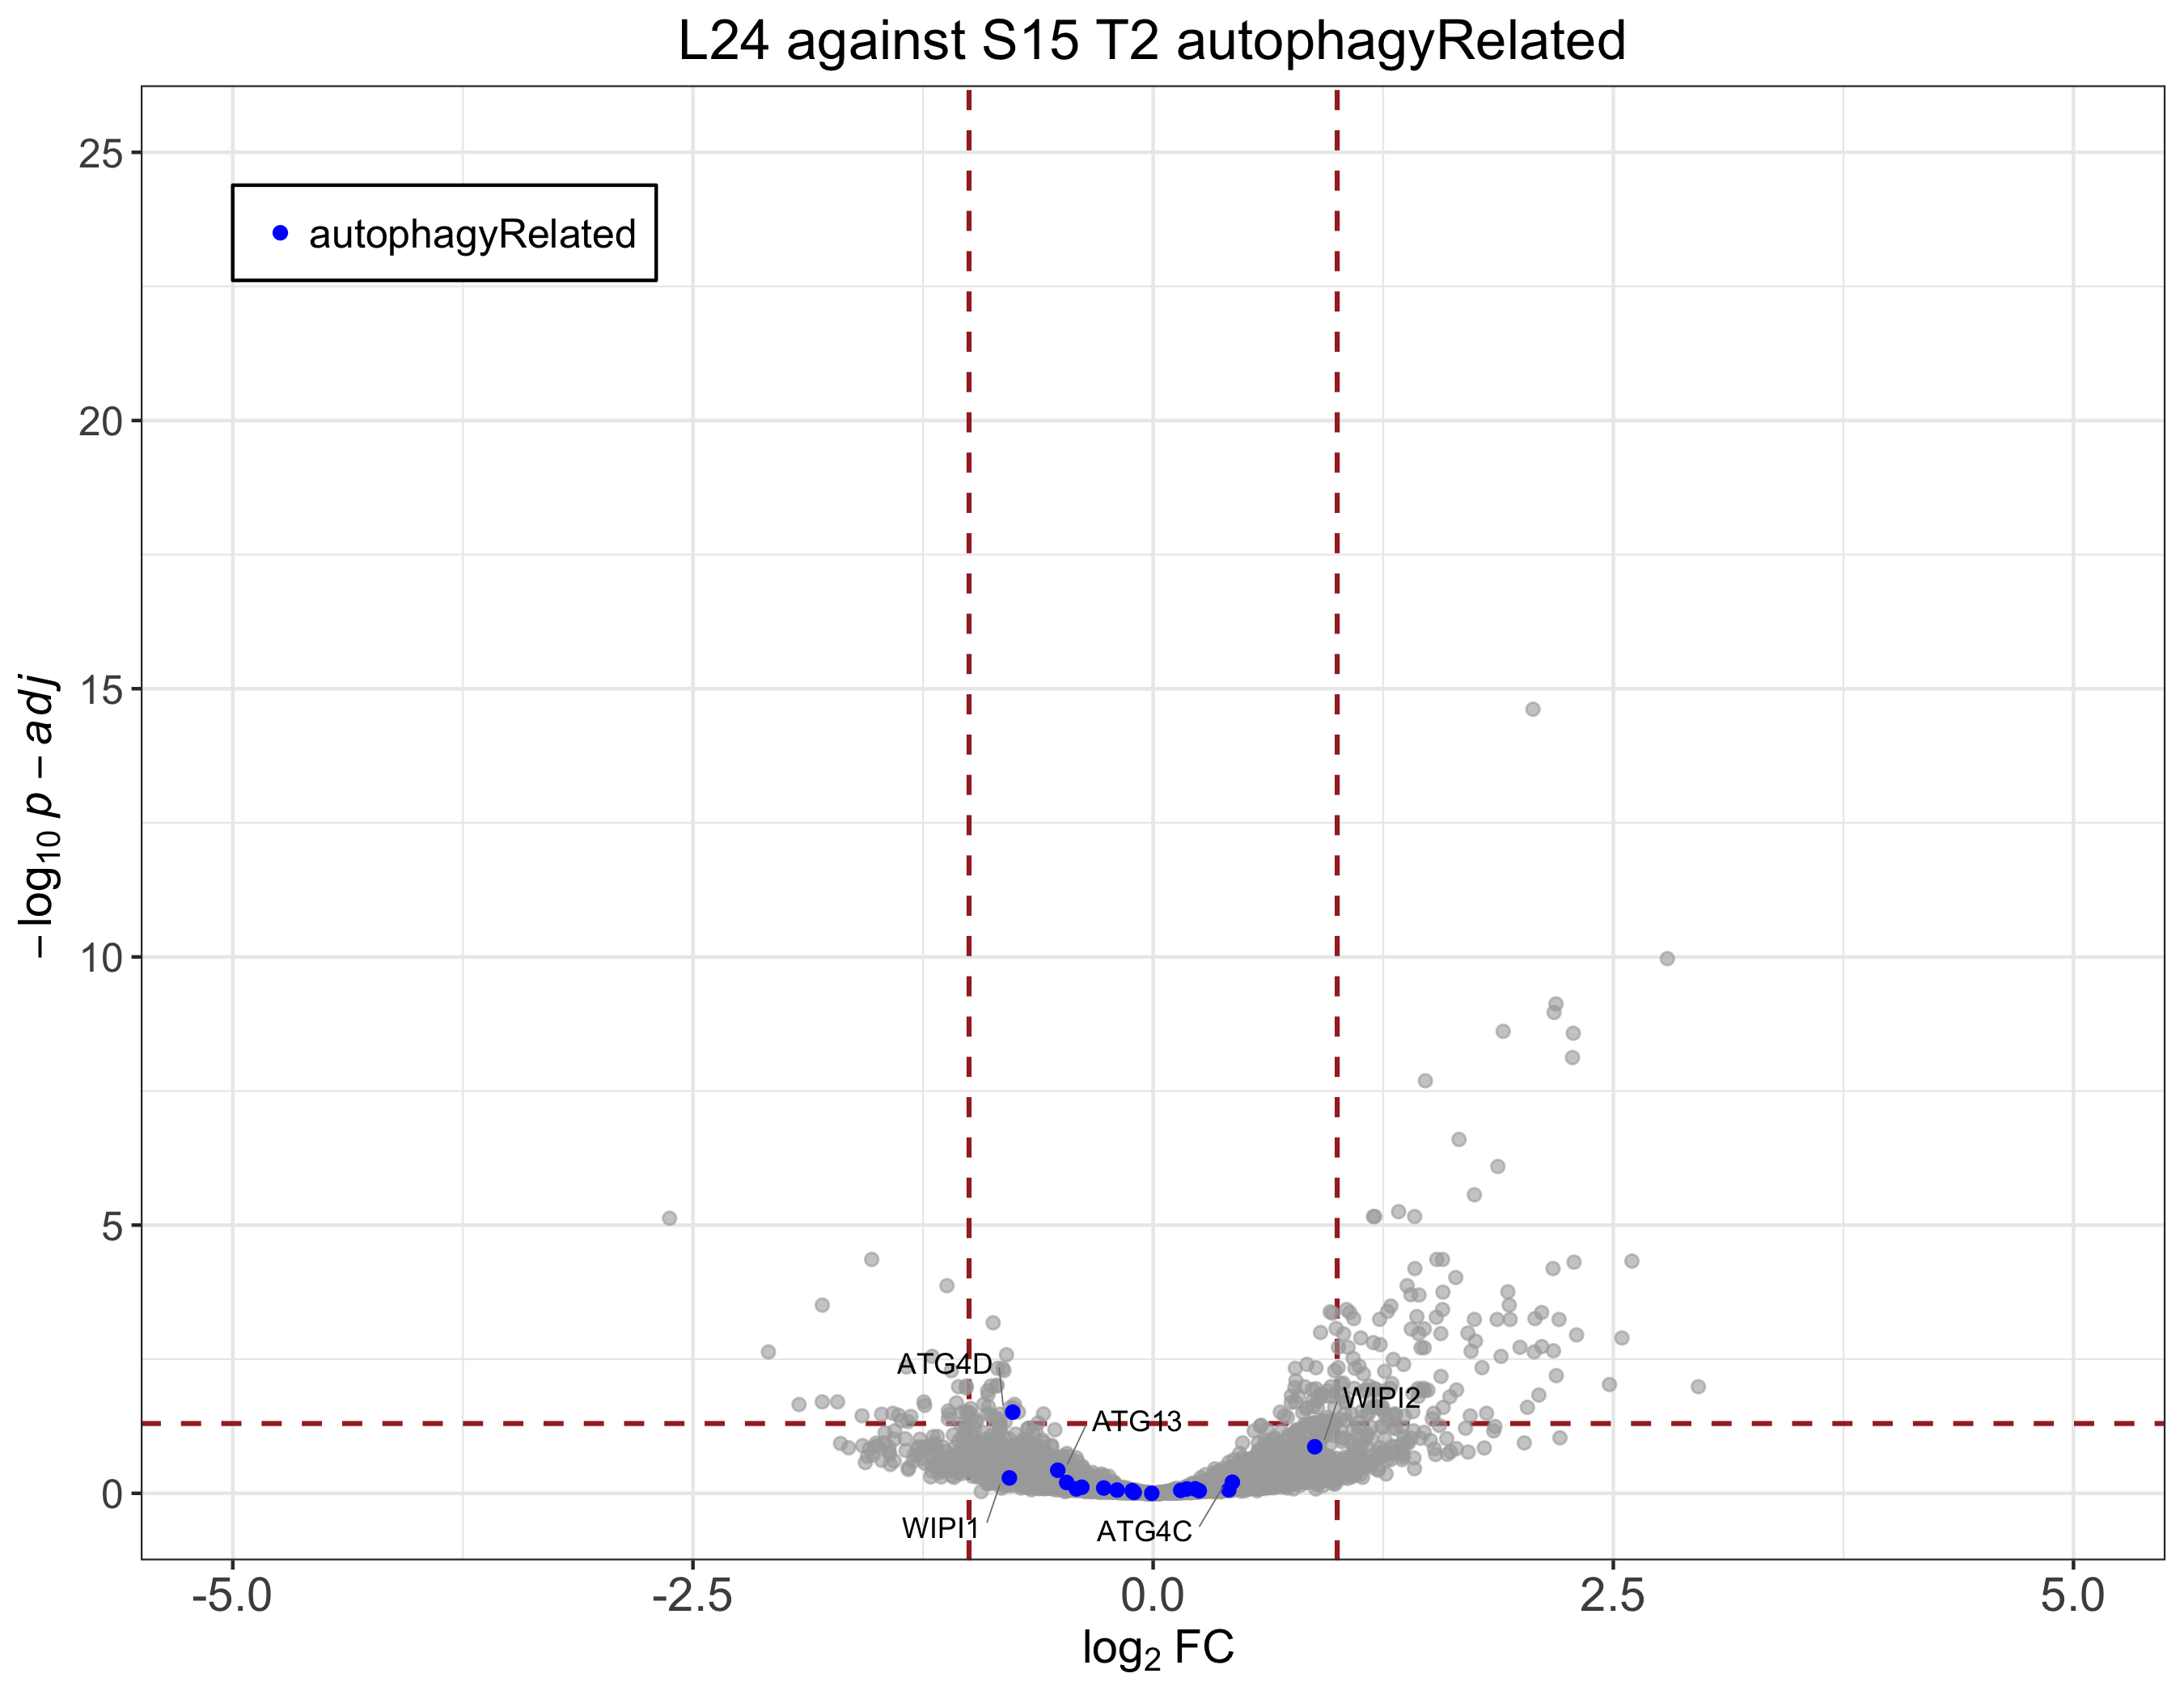 L24 against S15 T2 autophagyRelated
autophagyRelated
25
20
15
10
5
0
−log10 p − adj
ATG4D
ATG13
WIPI2
WIPI1
ATG4C
-5.0
-2.5
0.0
2.5
5.0
log2 FC